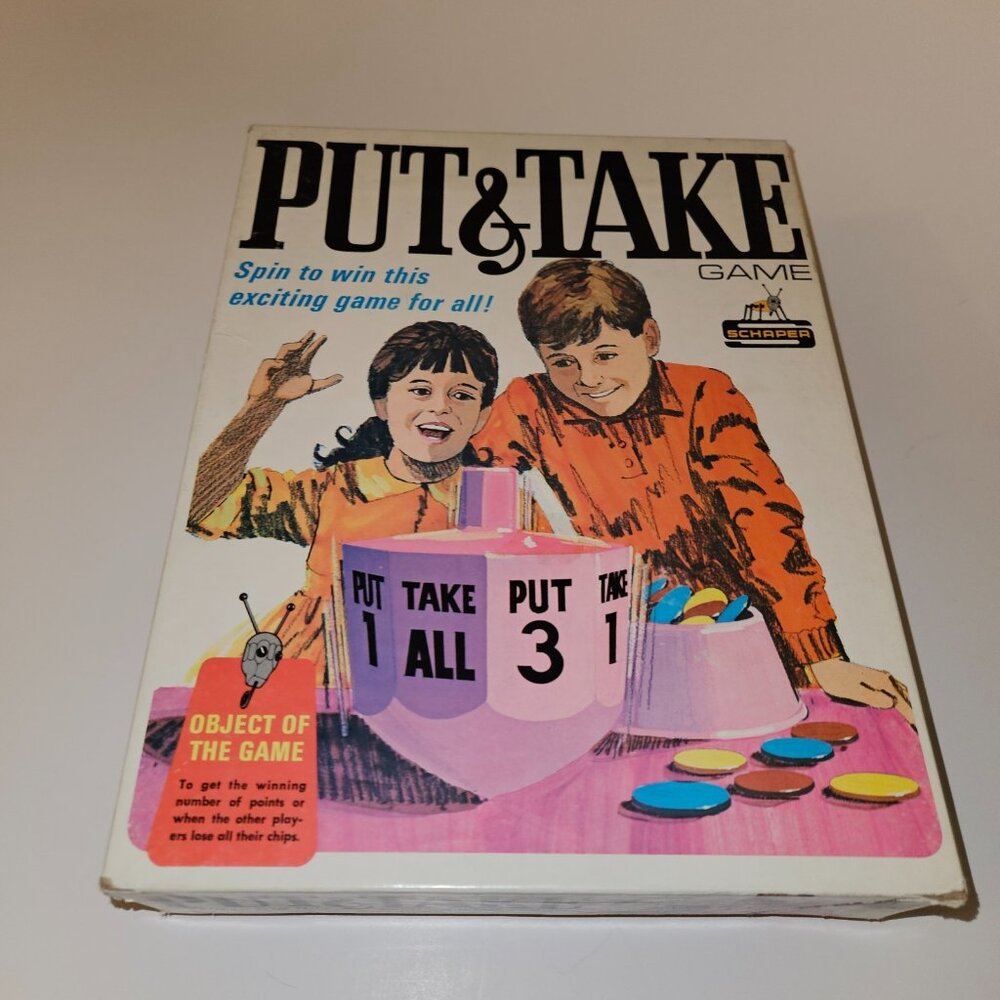 PUT & TAKE
GAME
Spin to win this
exciting game for all!
SCHAPER
PUT 1
TAKE ALL
PUT 3
TAKE 1
OBJECT OF
THE GAME
To get the winning
number of points or
when the other play-
ers lose all their chips.